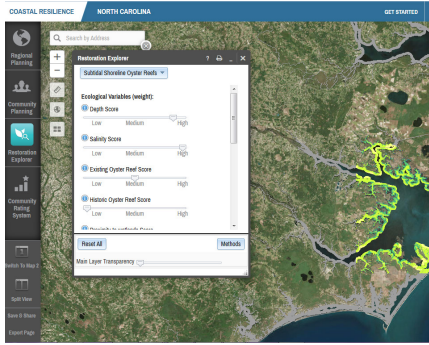 COASTAL RESILIENCE NORTH CAROLINA GET STARTED
Search by Address
Regional Planning
Community Planning
Restoration Explorer
Community Rating System
Switch To Map 2
Split View
Save & Share
Export Page
Restoration Explorer ? _ X
Subtidal Shoreline Oyster Reefs
Ecological Variables (weight):
Depth Score
Low Medium High
Salinity Score
Low Medium High
Existing Oyster Reef Score
Low Medium High
Historic Oyster Reef Score
Low Medium High
Reset All Methods
Main Layer Transparency